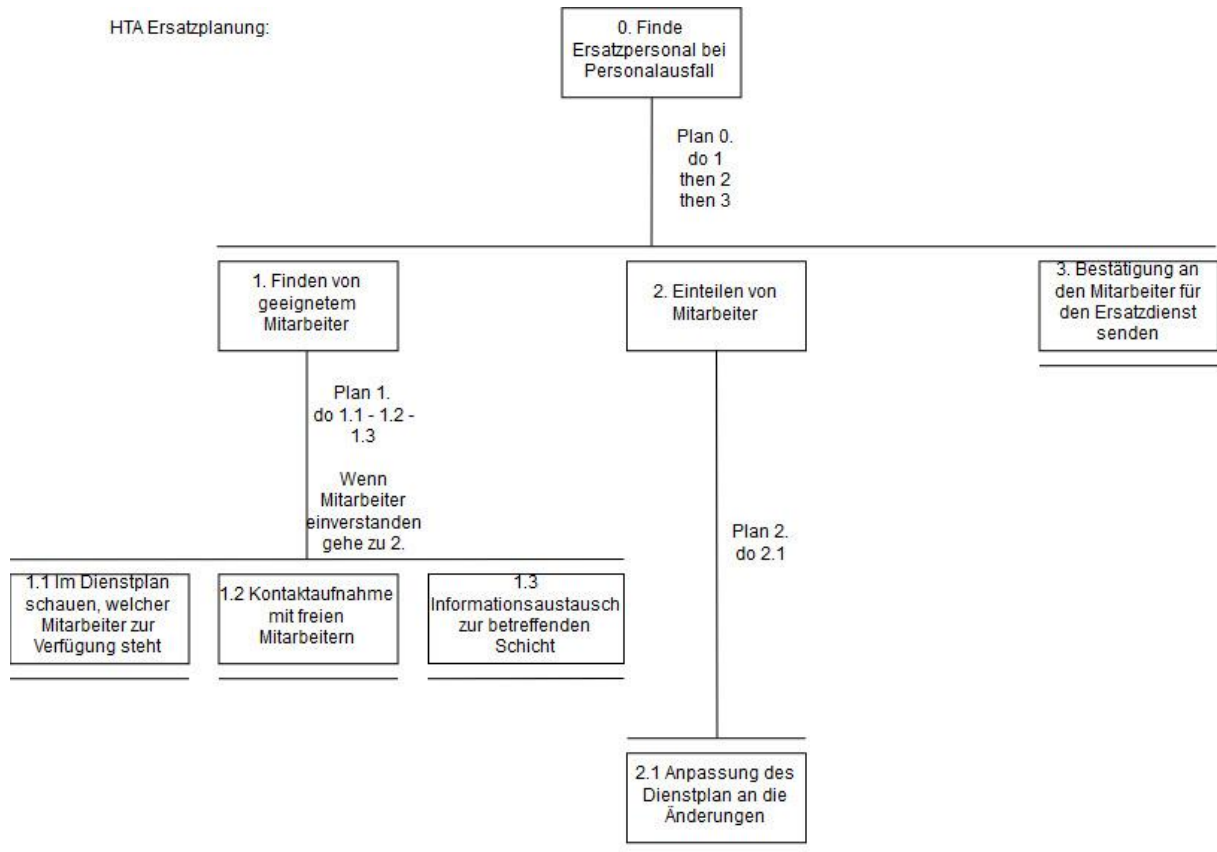 HTA Ersatzplanung:
0. Finde
Ersatzpersonal bei
Personalausfall
Plan 0.
do 1
then 2
then 3
1. Finden von
geeignetem
Mitarbeiter
2. Einteilen von
Mitarbeiter
3. Bestätigung an
den Mitarbeiter für
den Ersatzdienst
senden
Plan 1.
do 1.1 - 1.2 -
1.3
Wenn
Mitarbeiter
einverstanden
gehe zu 2.
Plan 2.
do 2.1
1.1 Im Dienstplan
schauen, welcher
Mitarbeiter zur
Verfügung steht
1.2 Kontaktaufnahme
mit freien
Mitarbeitern
1.3
Informationsaustausch
zur betreffenden
Schicht
2.1 Anpassung des
Dienstplan an die
Änderungen